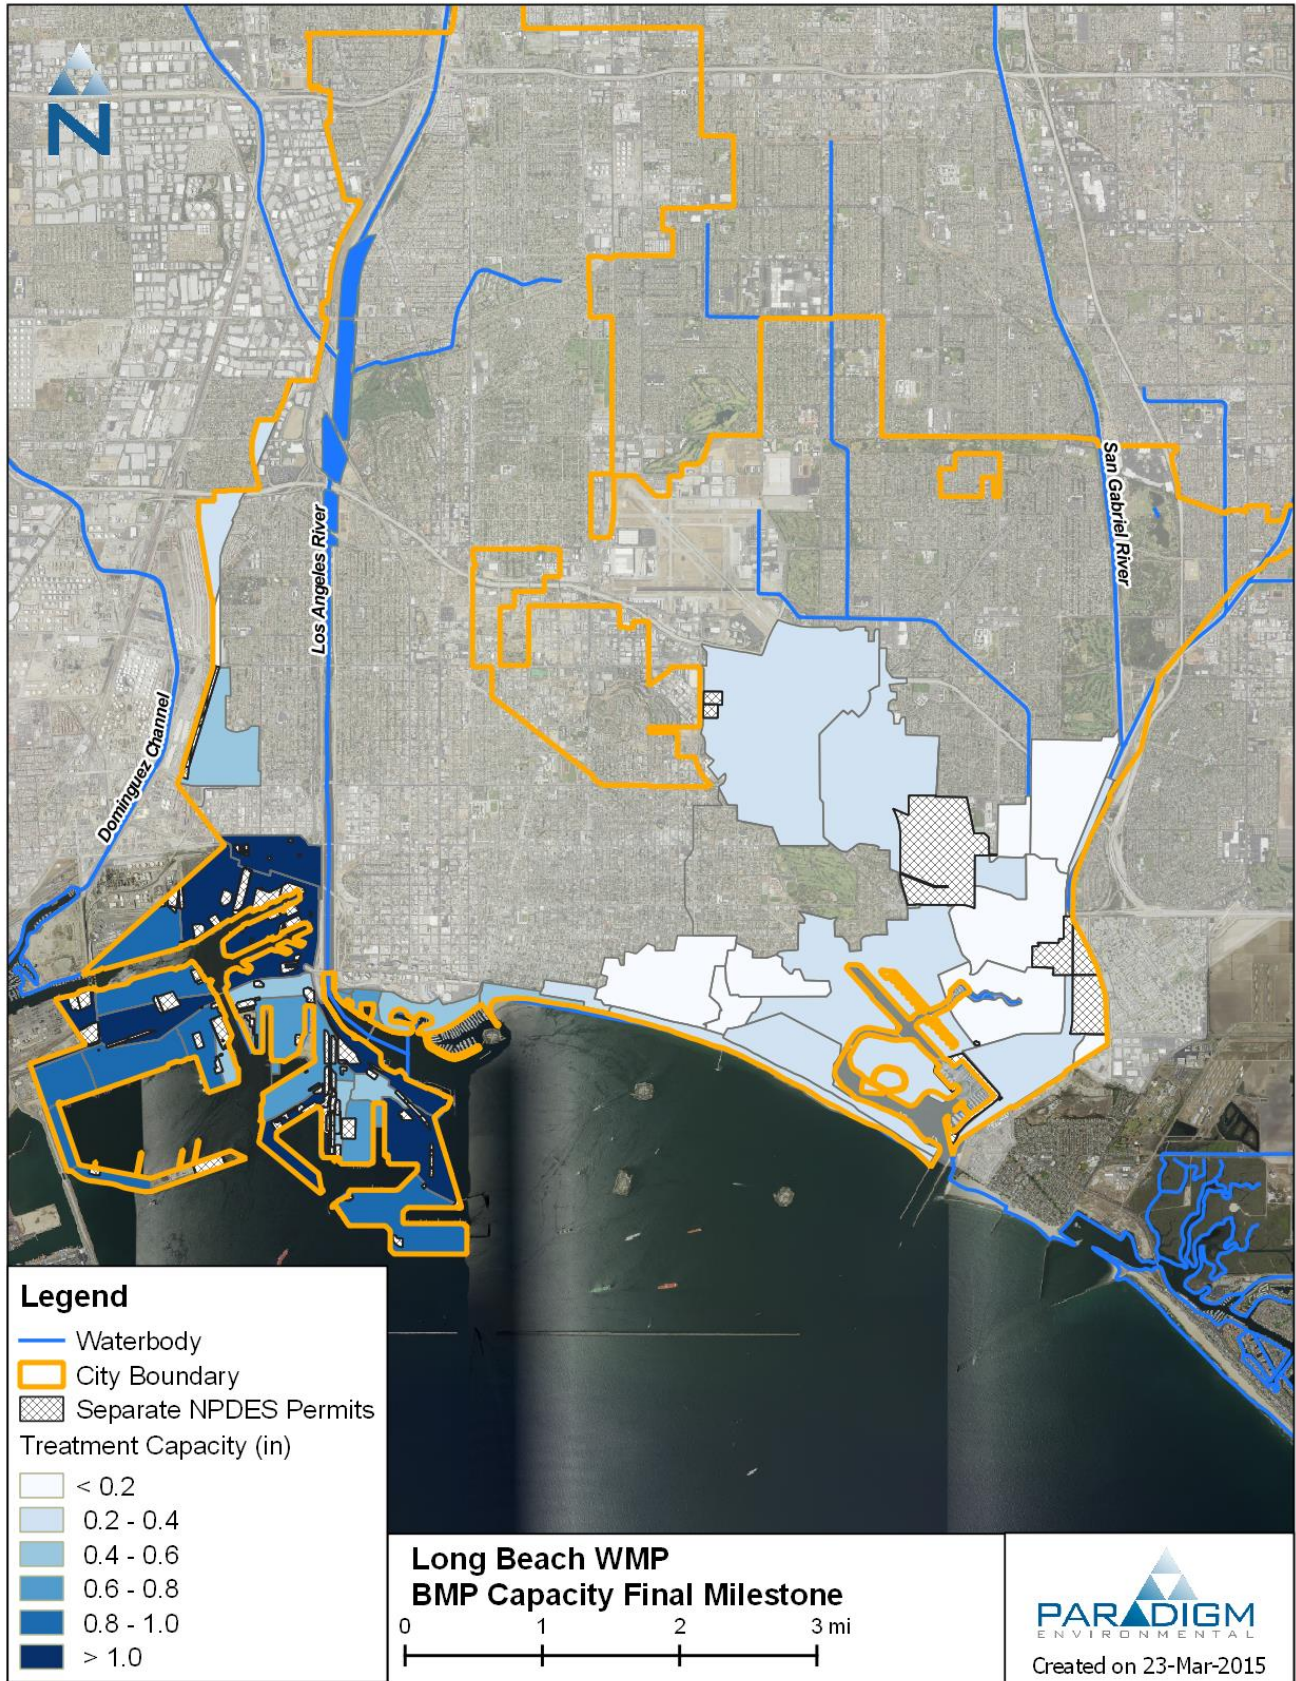 N
Los Angeles River
San Gabriel River
Dominguez Channel
Legend
Waterbody
City Boundary
Separate NPDES Permits
Treatment Capacity (in)
< 0.2
0.2 - 0.4
0.4 - 0.6
0.6 - 0.8
0.8 - 1.0
> 1.0
Long Beach WMP
BMP Capacity Final Milestone
0 1 2 3 mi
PARADIGM
ENVIRONMENTAL
Created on 23-Mar-2015